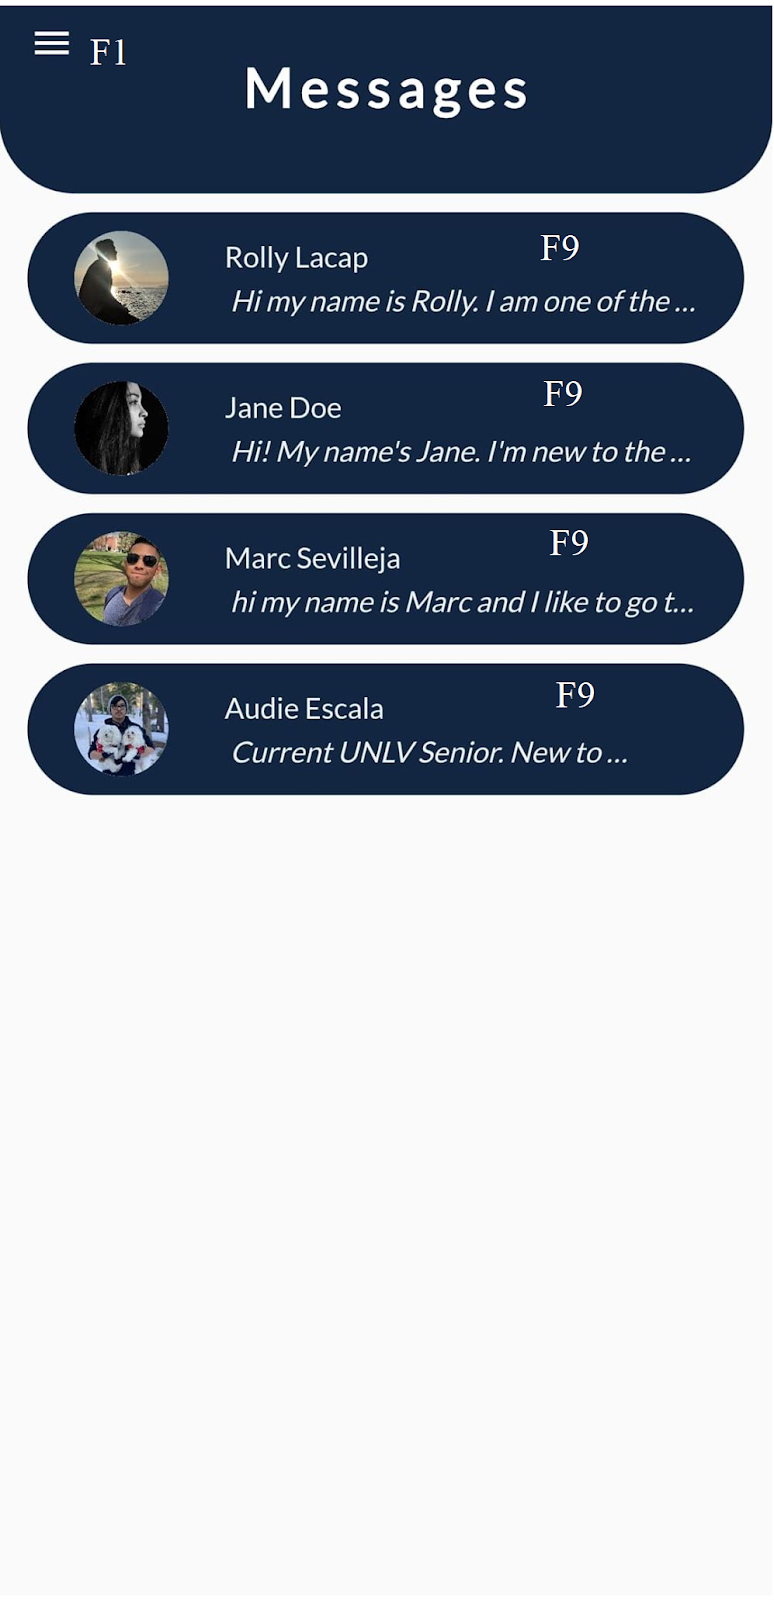 F1
Messages
Rolly Lacap F9
Hi my name is Rolly. I am one of the ...
Jane Doe F9
Hi! My name's Jane. I'm new to the ...
Marc Sevilleja F9
hi my name is Marc and I like to go t...
Audie Escala F9
Current UNLV Senior. New to ...